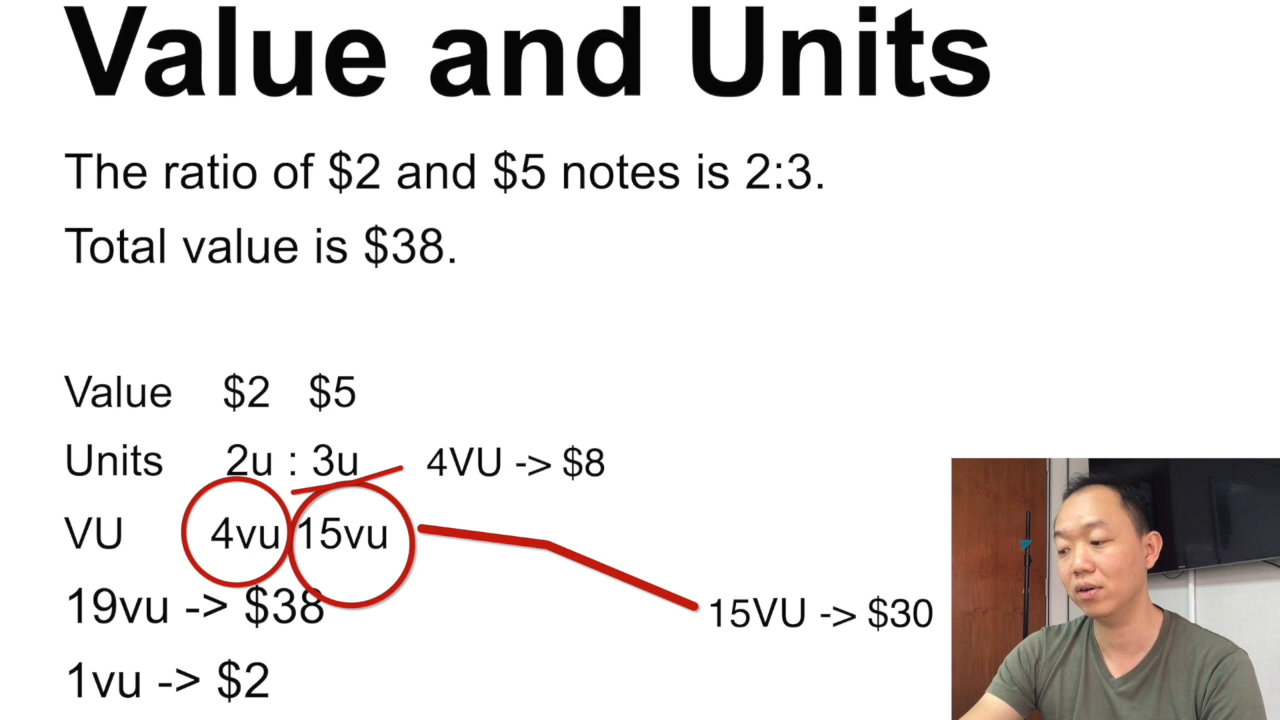 Value and Units
The ratio of $2 and $5 notes is 2:3.
Total value is $38.
Value $2 $5
Units 2u : 3u 4VU -> $8
VU 4vu 15vu
19vu -> $38
15VU -> $30
1vu -> $2